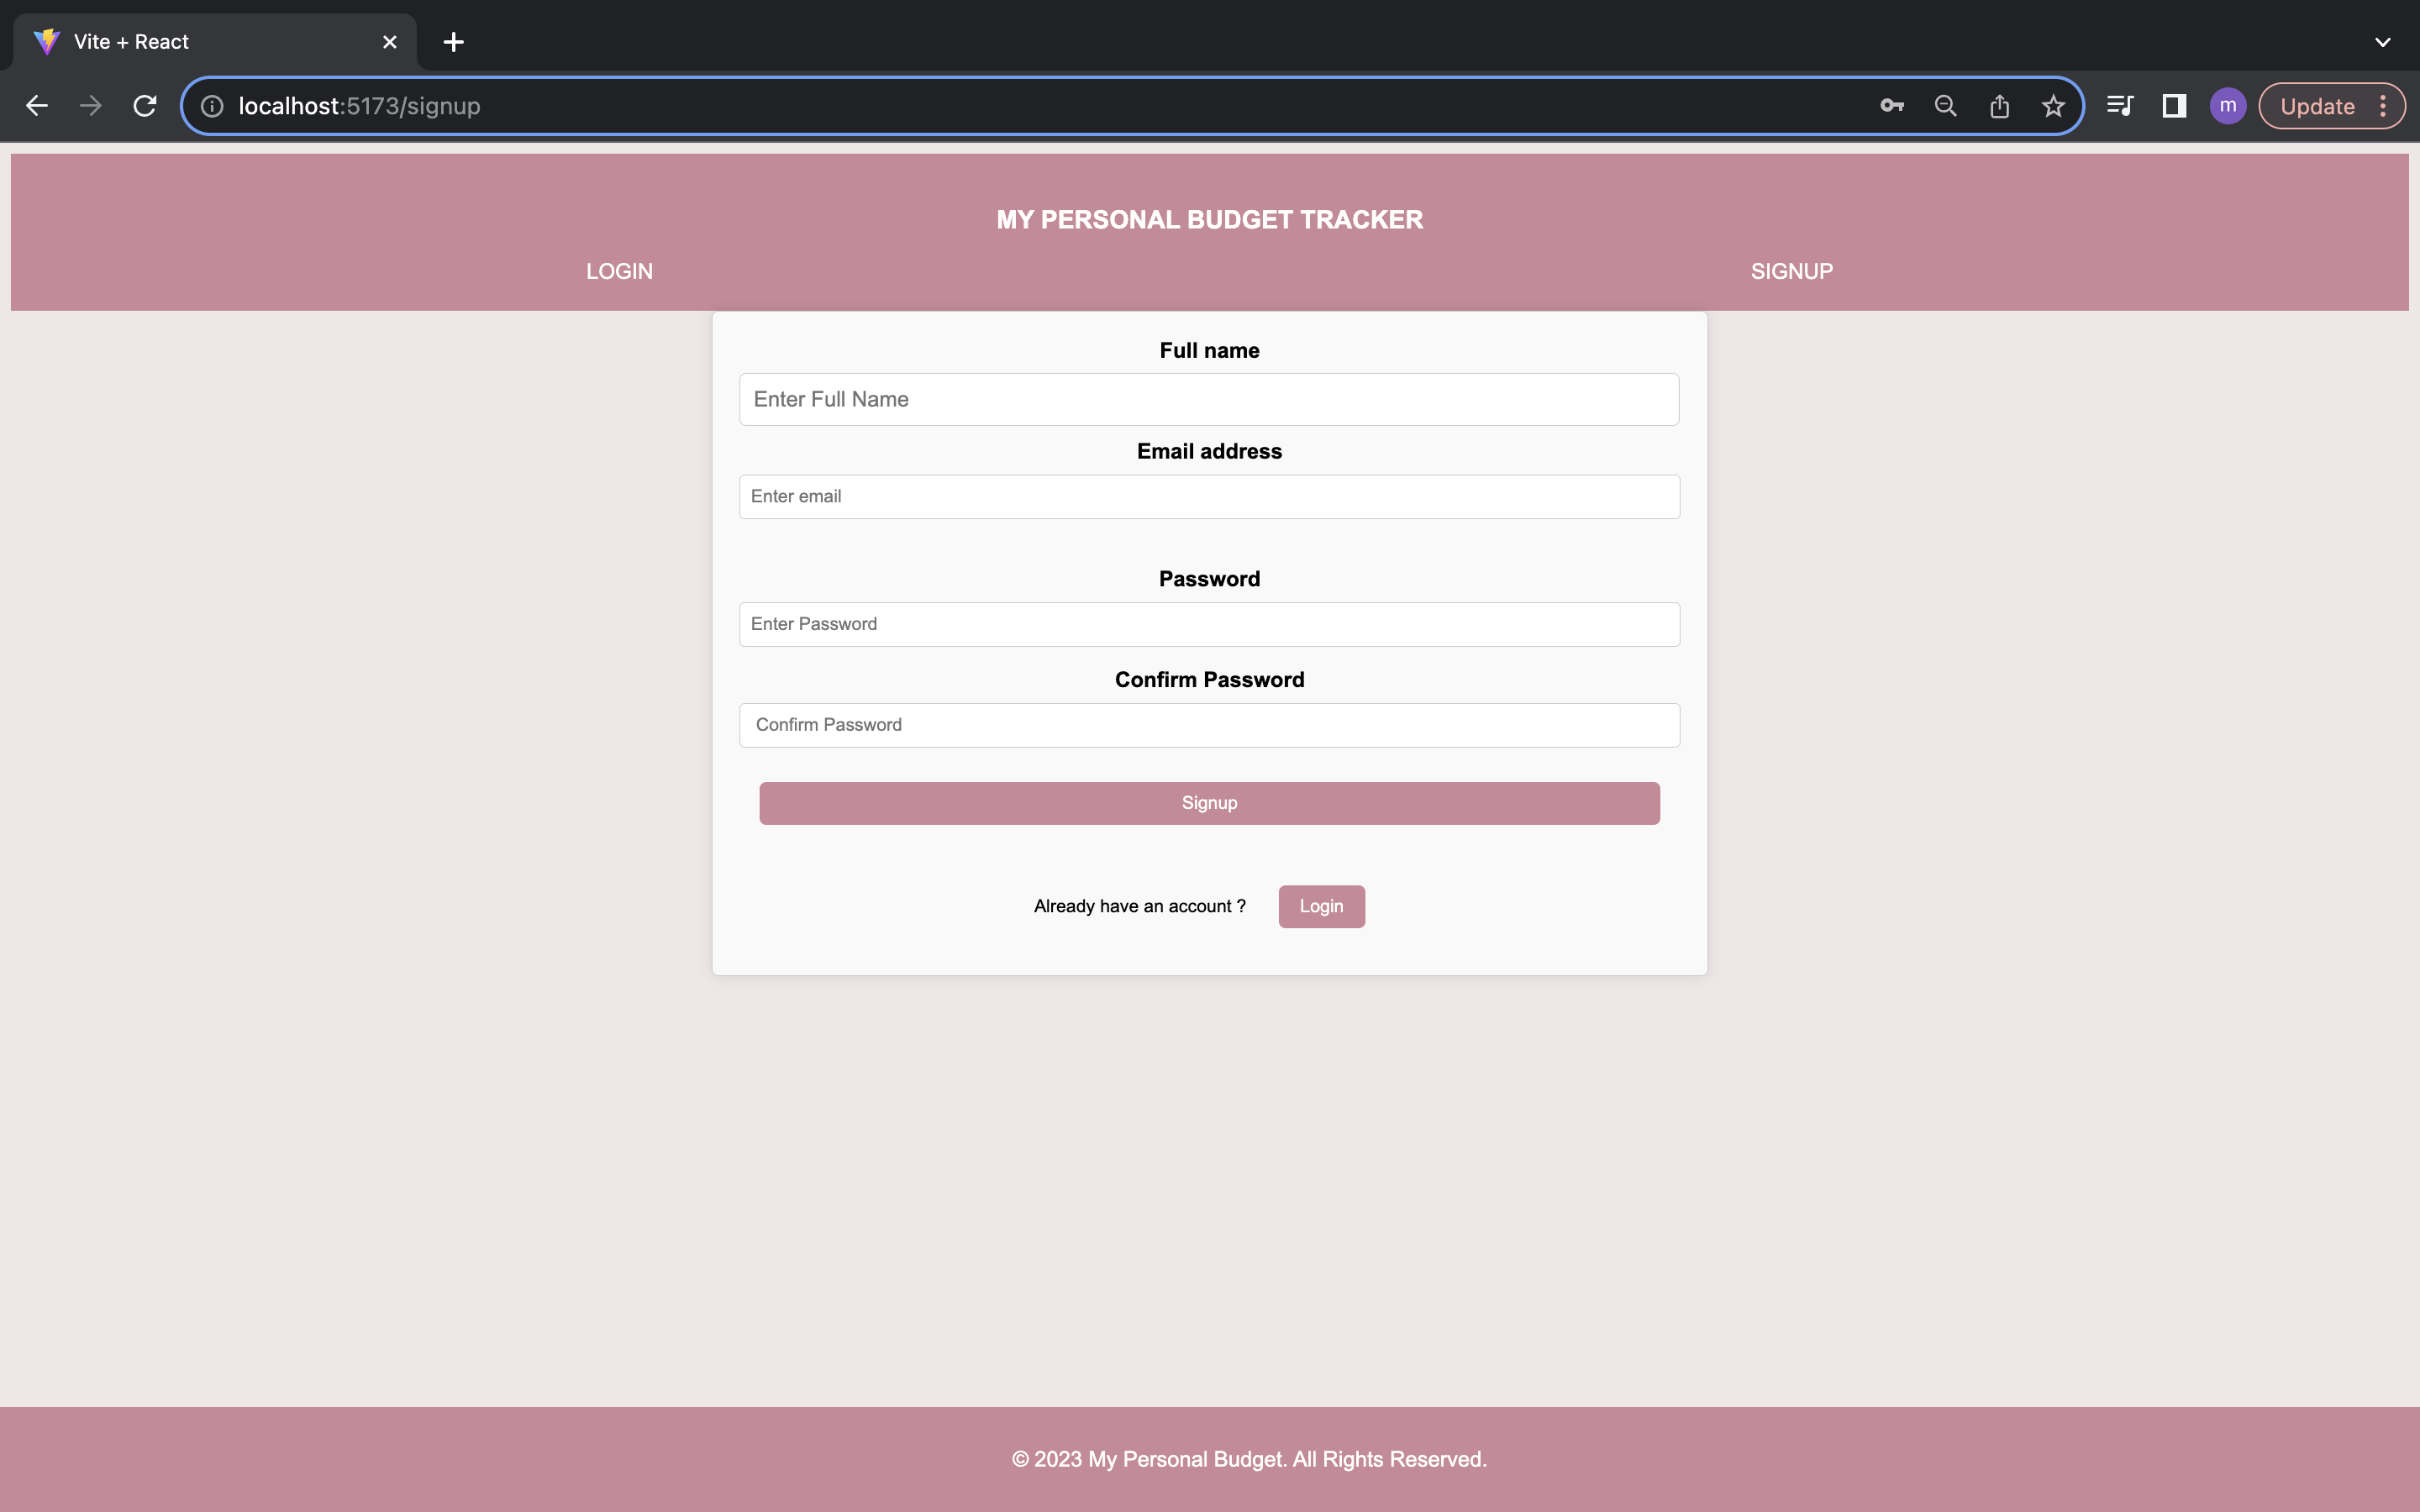 Vite + React
localhost:5173/signup
m
Update
MY PERSONAL BUDGET TRACKER
LOGIN SIGNUP
Full name
Enter Full Name
Email address
Enter email
Password
Enter Password
Confirm Password
Confirm Password
Signup
Already have an account ? Login
© 2023 My Personal Budget. All Rights Reserved.